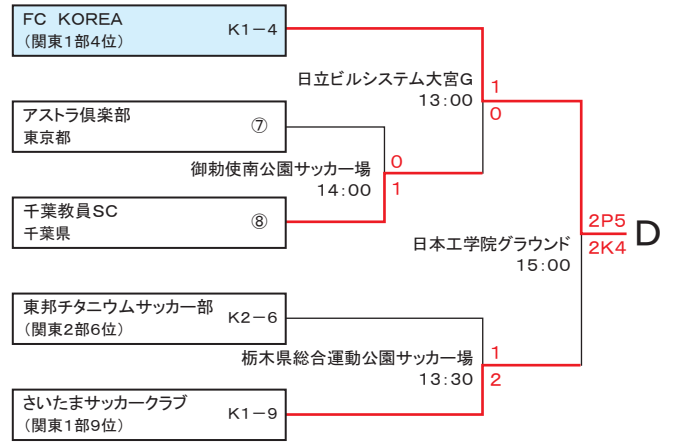 FC KOREA
(関東1部4位)
K1-4
日立ビルシステム大宮G
13:00
1
0
アストラ倶楽部
東京都
⑦
御勅使南公園サッカー場
14:00
0
1
千葉教員SC
千葉県
⑧
日本工学院グラウンド
15:00
2P5
2K4
D
東邦チタニウムサッカー部
(関東2部6位)
K2-6
栃木県総合運動公園サッカー場
13:30
1
2
さいたまサッカークラブ
(関東1部9位)
K1-9